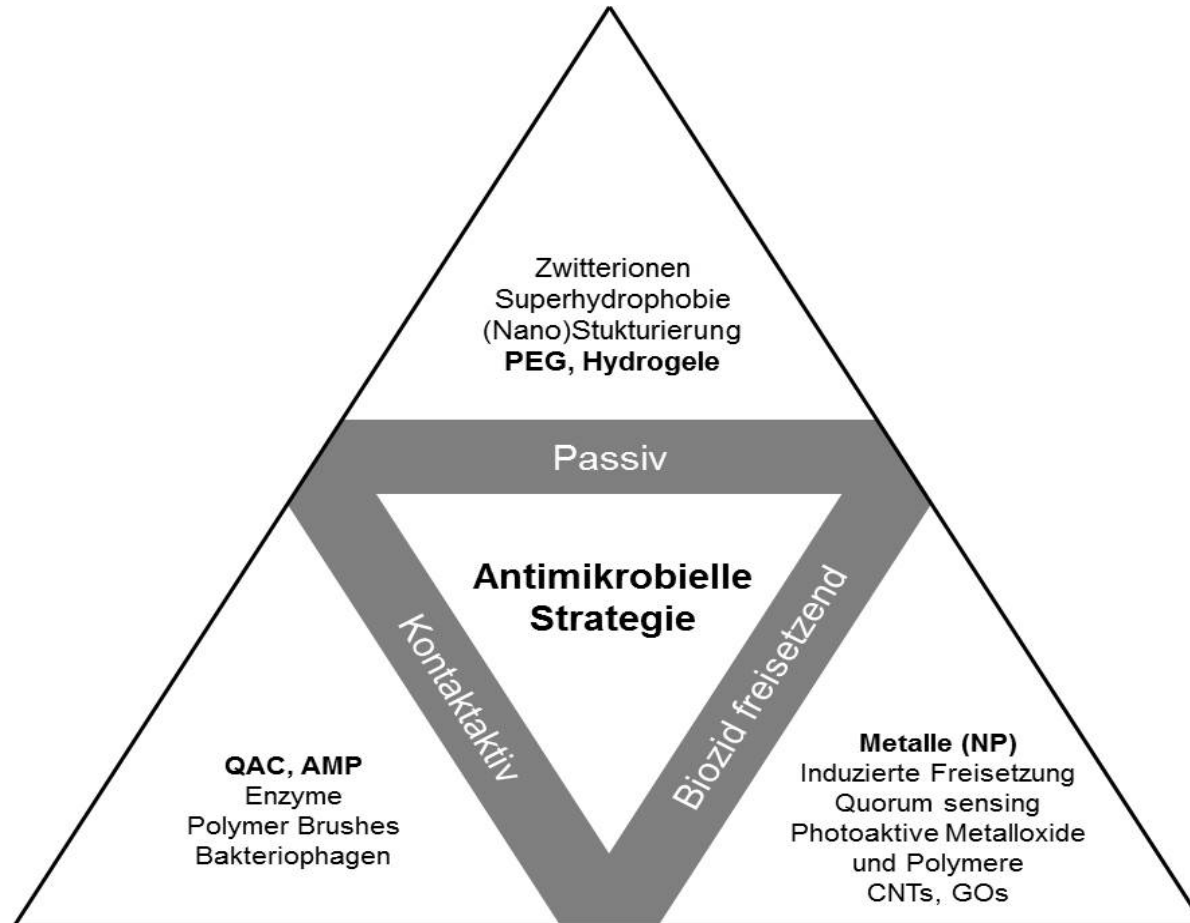 Zwitterionen
Superhydrophobie
(Nano)Stukturierung
PEG, Hydrogele
Passiv
Antimikrobielle
Strategie
Kontaktaktiv
Biozid freisetzend
QAC, AMP
Enzyme
Polymer Brushes
Bakteriophagen
Metalle (NP)
Induzierte Freisetzung
Quorum sensing
Photoaktive Metalloxide
und Polymere
CNTs, GOs